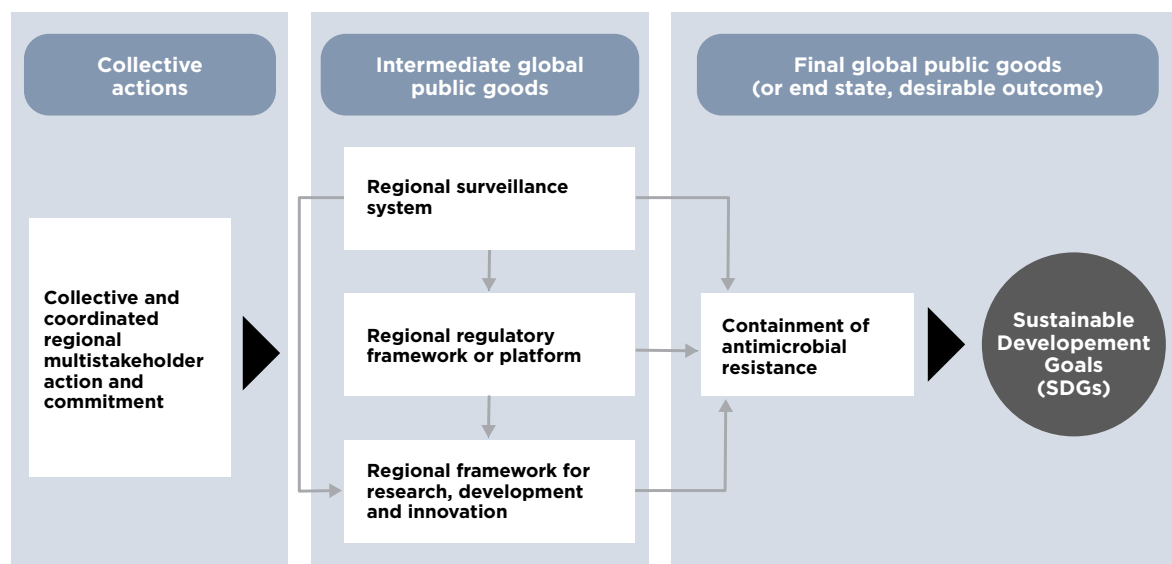 Collective
actions
Intermediate global
public goods
Final global public goods
(or end state, desirable outcome)
Collective and
coordinated
regional
multistakeholder
action and
commitment
Regional surveillance
system
Regional regulatory
framework or platform
Regional framework for
research, development
and innovation
Containment of
antimicrobial
resistance
Sustainable
Developement
Goals
(SDGs)